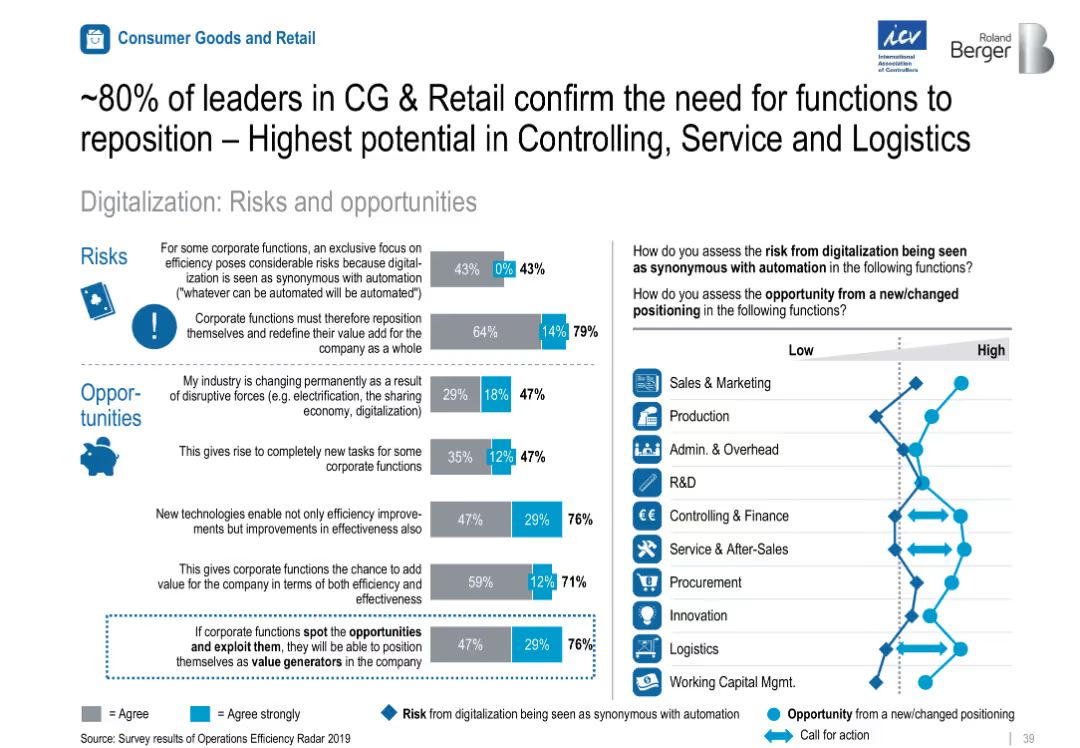 Consumer Goods and Retail
icv
International
Association
of Controllers
Roland
Berger
~80% of leaders in CG & Retail confirm the need for functions to
reposition – Highest potential in Controlling, Service and Logistics
Digitalization: Risks and opportunities
Risks
For some corporate functions, an exclusive focus on
efficiency poses considerable risks because digital-
ization is seen as synonymous with automation
("whatever can be automated will be automated")
43% 0% 43%
!
Corporate functions must therefore reposition
themselves and redefine their value add for the
company as a whole
64% 14% 79%
Oppor-
tunities
My industry is changing permanently as a result
of disruptive forces (e.g. electrification, the sharing
economy, digitalization)
29% 18% 47%
This gives rise to completely new tasks for some
corporate functions
35% 12% 47%
New technologies enable not only efficiency improve-
ments but improvements in effectiveness also
47% 29% 76%
This gives corporate functions the chance to add
value for the company in terms of both efficiency and
effectiveness
59% 12% 71%
If corporate functions spot the opportunities
and exploit them, they will be able to position
themselves as value generators in the company
47% 29% 76%
How do you assess the risk from digitalization being seen
as synonymous with automation in the following functions?
How do you assess the opportunity from a new/changed
positioning in the following functions?
Low High
Sales & Marketing
Production
Admin. & Overhead
R&D
€€ Controlling & Finance
Service & After-Sales
Procurement
Innovation
Logistics
Working Capital Mgmt.
= Agree = Agree strongly
Risk from digitalization being seen as synonymous with automation
Opportunity from a new/changed positioning
Call for action
Source: Survey results of Operations Efficiency Radar 2019
39